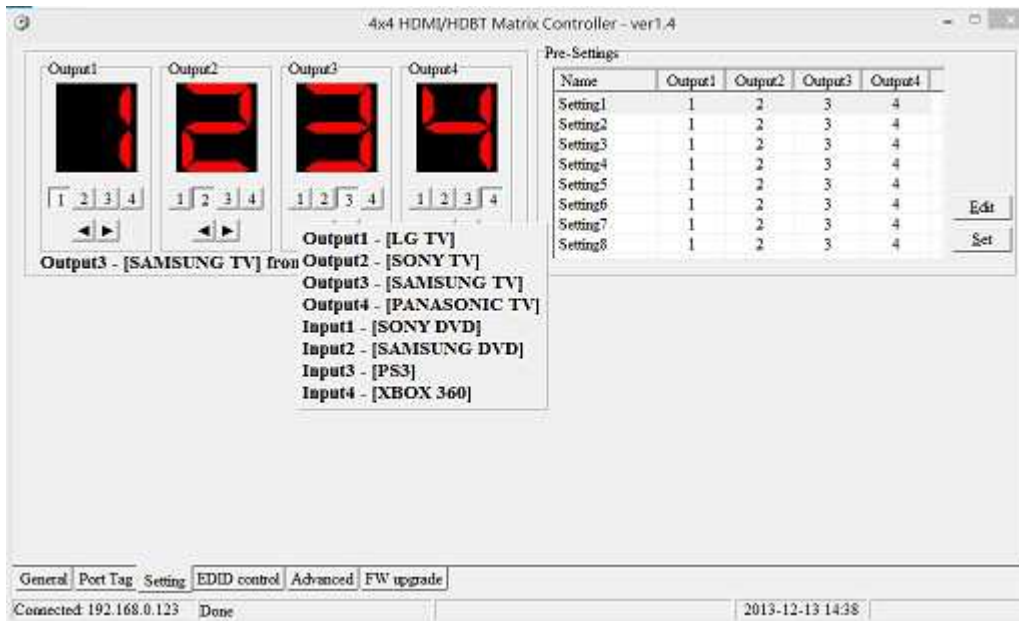 4x4 HDMI/HDBT Matrix Controller - ver1.4
Output1 Output2 Output3 Output4
1 2 3 4
1 2 3 4 1 2 3 4 1 2 3 4 1 2 3 4
Output3 - [SAMSUNG TV] from
Output1 - [LG TV]
Output2 - [SONY TV]
Output3 - [SAMSUNG TV]
Output4 - [PANASONIC TV]
Input1 - [SONY DVD]
Input2 - [SAMSUNG DVD]
Input3 - [PS3]
Input4 - [XBOX 360]
Pre-Settings
Name Output1 Output2 Output3 Output4
Setting1 1 2 3 4
Setting2 1 2 3 4
Setting3 1 2 3 4
Setting4 1 2 3 4
Setting5 1 2 3 4
Setting6 1 2 3 4
Setting7 1 2 3 4
Setting8 1 2 3 4
Edit
Set
General Port Tag Setting EDID control Advanced FW upgrade
Connected: 192.168.0.123 Done 2013-12-13 14:38